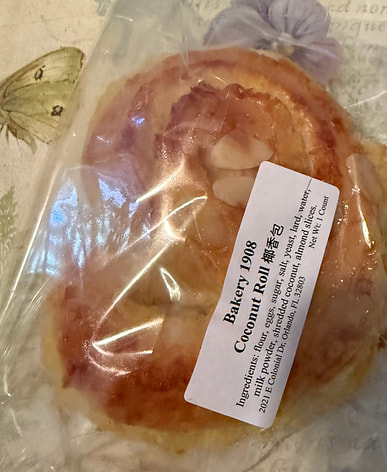 Bakery 1908
Coconut Roll 椰香包
Ingredients: flour, eggs, sugar, salt, yeast, lard, water,
milk powder, shredded coconut, almond slices.
2021 E Colonial Dr. Orlando, FL 32803
Net Wt: 1 Count